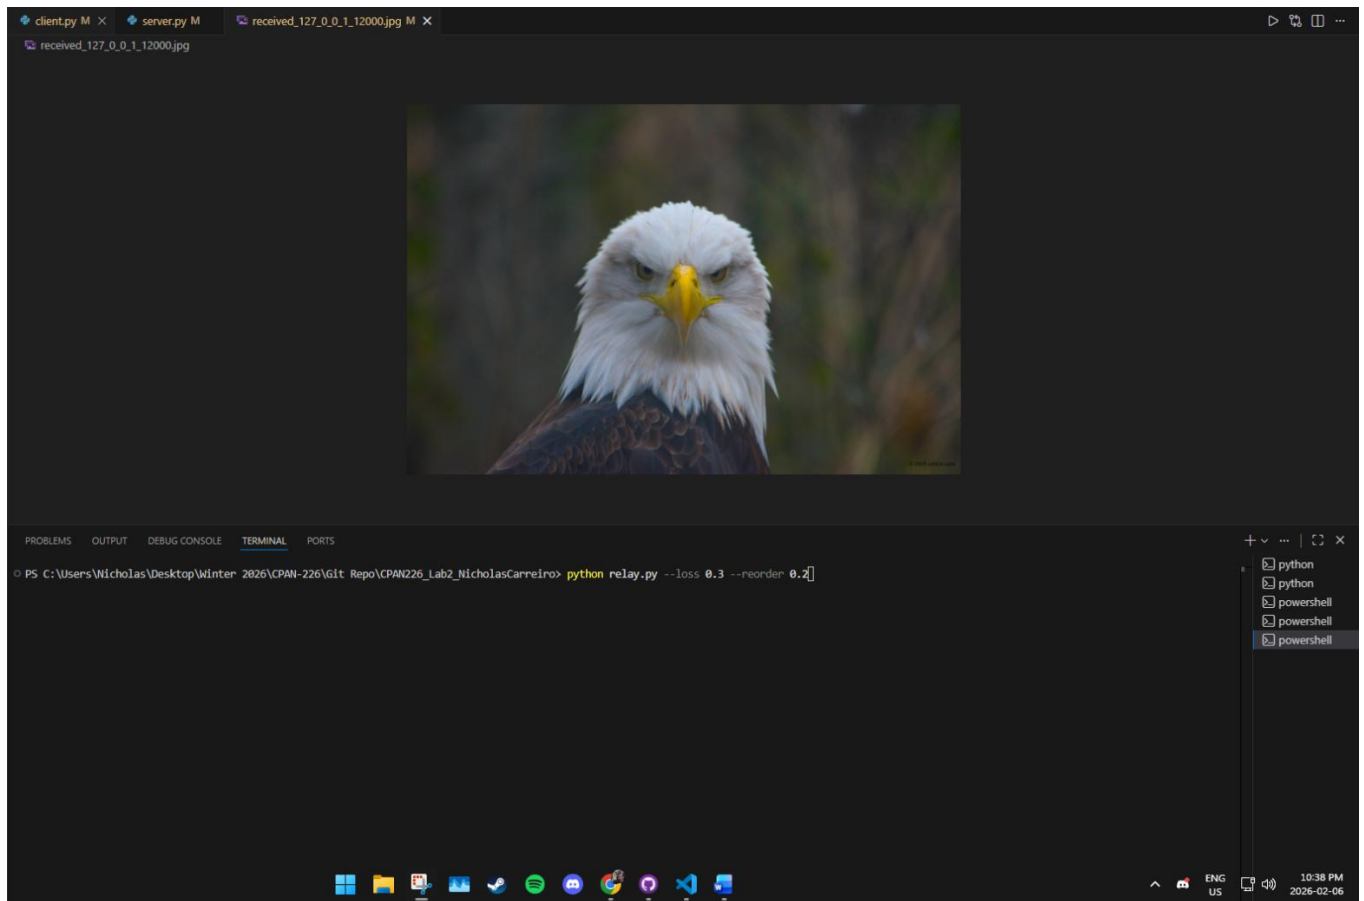 client.py M
server.py M
received_127_0_0_1_12000.jpg M
received_127_0_0_1_12000.jpg
PROBLEMS OUTPUT DEBUG CONSOLE TERMINAL PORTS
PS C:\Users\Nicholas\Desktop\Winter 2026\CPAN-226\Git Repo\CPAN226_Lab2_NicholasCarreiro> python relay.py --loss 0.3 --reorder 0.2
python
python
powershell
powershell
powershell
ENG
US
10:38 PM
2026-02-06